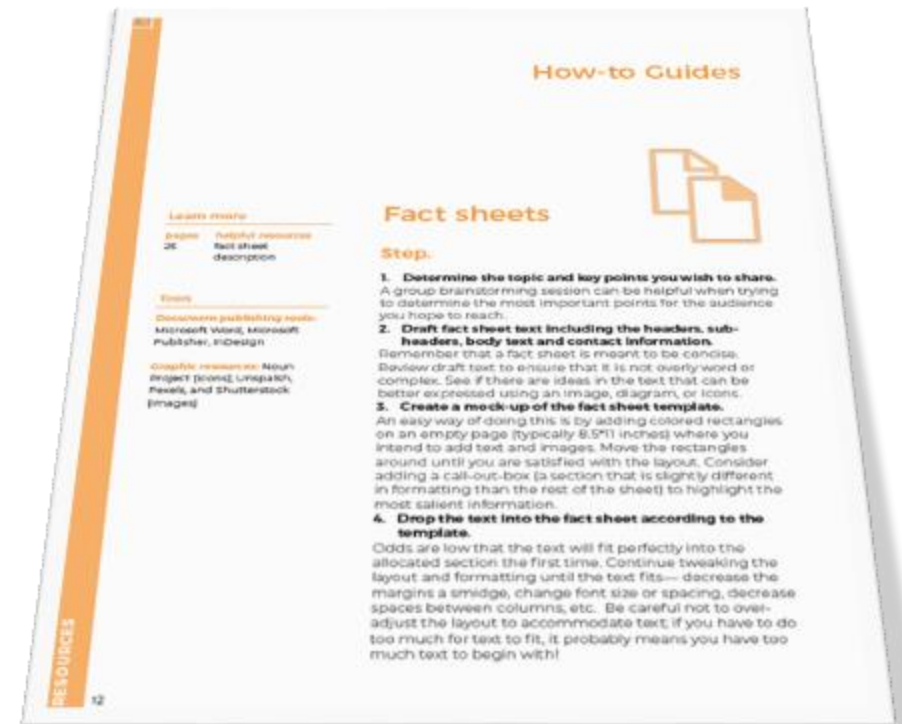 How-to Guides
Learn more
pages helpful resources
25 fact sheet
description
Tools
Document publishing tools:
Microsoft Word, Microsoft
Publisher, InDesign
Graphic resources: Noun
Project [icons], Unsplash,
Pexels, and Shutterstock
[images]
RESOURCES
12
Fact sheets
Step.
1. Determine the topic and key points you wish to share.
A group brainstorming session can be helpful when trying
to determine the most important points for the audience
you hope to reach.
2. Draft fact sheet text including the headers, sub-
headers, body text and contact information.
Remember that a fact sheet is meant to be concise.
Review draft text to ensure that it is not overly word or
complex. See if there are ideas in the text that can be
better expressed using an image, diagram, or icons.
3. Create a mock-up of the fact sheet template.
An easy way of doing this is by adding colored rectangles
on an empty page (typically 8.5*11 inches) where you
intend to add text and images. Move the rectangles
around until you are satisfied with the layout. Consider
adding a call-out-box (a section that is slightly different
in formatting than the rest of the sheet) to highlight the
most salient information.
4. Drop the text into the fact sheet according to the
template.
Odds are low that the text will fit perfectly into the
allocated section the first time. Continue tweaking the
layout and formatting until the text fits— decrease the
margins a smidge, change font size or spacing, decrease
spaces between columns, etc. Be careful not to over-
adjust the layout to accommodate text; if you have to do
too much for text to fit, it probably means you have too
much text to begin with!